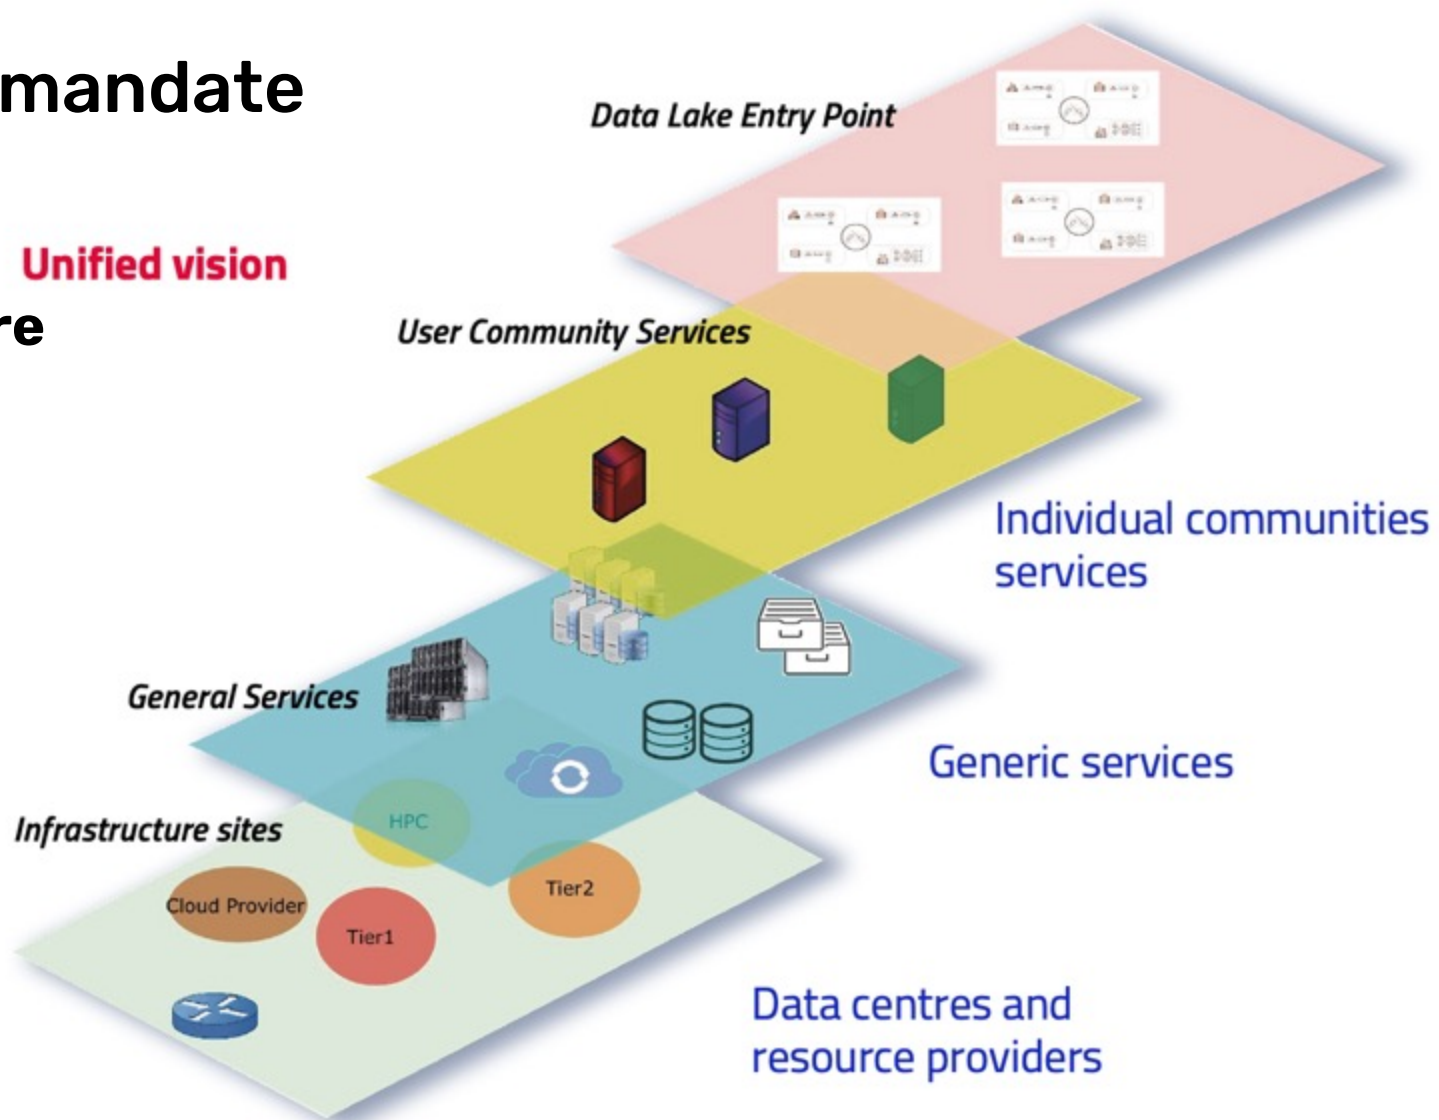 mandate
Data Lake Entry Point
Unified vision
re
User Community Services
Individual communities
services
General Services
Generic services
Infrastructure sites
HPC
Cloud Provider
Tier2
Tier1
Data centres and
resource providers